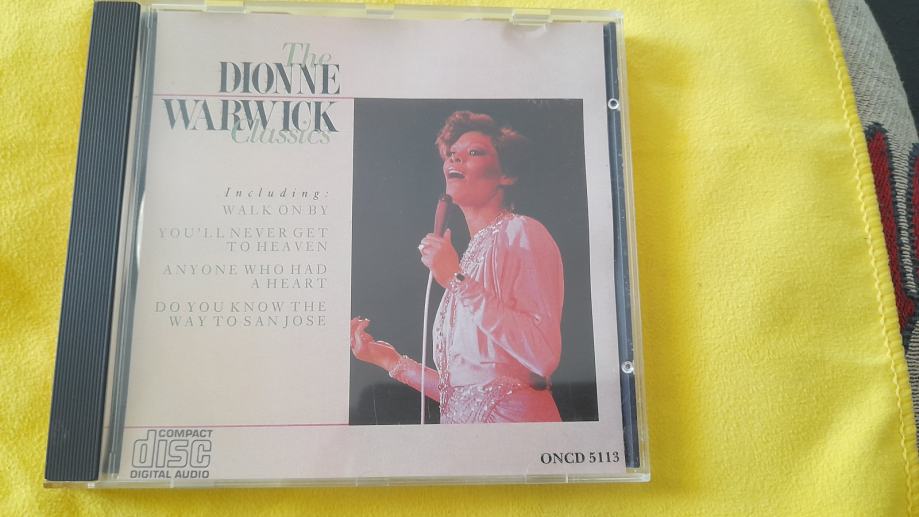 The
DIONNE
WARWICK
Classics
Including:
WALK ON BY
YOU'LL NEVER GET
TO HEAVEN
ANYONE WHO HAD
A HEART
DO YOU KNOW THE
WAY TO SAN JOSE
COMPACT
disc
DIGITAL AUDIO
ONCD 5113